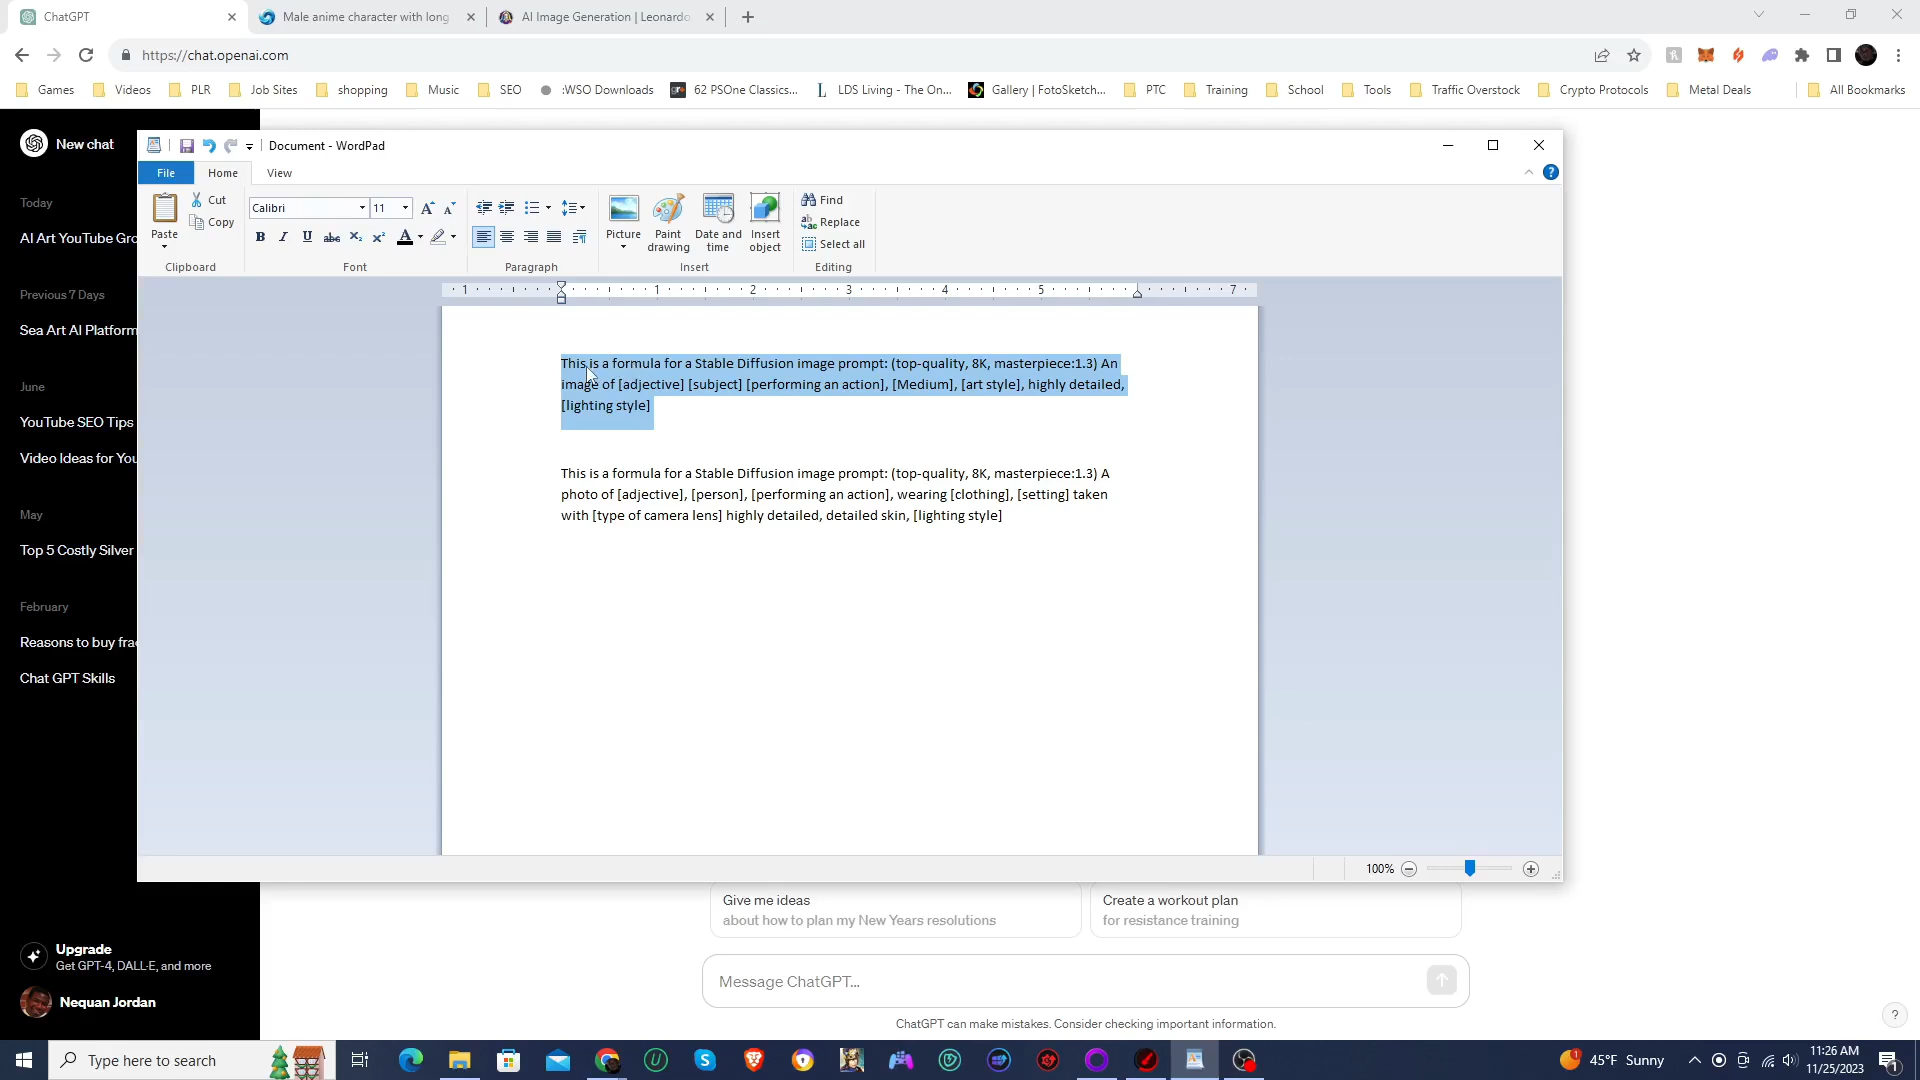 ChatGPT
Male anime character with long
AI Image Generation | Leonardo
https://chat.openai.com
Games
Videos
PLR
Job Sites
shopping
Music
SEO
:WSO Downloads
62 PSOne Classics...
LDS Living - The On...
Gallery | FotoSketch...
PTC
Training
School
Tools
Traffic Overstock
Crypto Protocols
Metal Deals
All Bookmarks
New chat
Today
AI Art YouTube Gro
Previous 7 Days
Sea Art AI Platform
June
YouTube SEO Tips
Video Ideas for You
May
Top 5 Costly Silver
February
Reasons to buy fra
Chat GPT Skills
Upgrade
Get GPT-4, DALL·E, and more
Nequan Jordan
Document - WordPad
File
Home
View
Paste
Cut
Copy
Clipboard
Calibri
11
Font
Paragraph
Picture
Paint drawing
Date and time
Insert object
Insert
Find
Replace
Select all
Editing
1 1 2 3 4 5 7
This is a formula for a Stable Diffusion image prompt: (top-quality, 8K, masterpiece:1.3) An
image of [adjective] [subject] [performing an action], [Medium], [art style], highly detailed,
[lighting style]
This is a formula for a Stable Diffusion image prompt: (top-quality, 8K, masterpiece:1.3) A
photo of [adjective], [person], [performing an action], wearing [clothing], [setting] taken
with [type of camera lens] highly detailed, detailed skin, [lighting style]
100%
Give me ideas
about how to plan my New Years resolutions
Create a workout plan
for resistance training
Message ChatGPT...
ChatGPT can make mistakes. Consider checking important information.
?
Type here to search
45°F Sunny
11:26 AM
11/25/2023